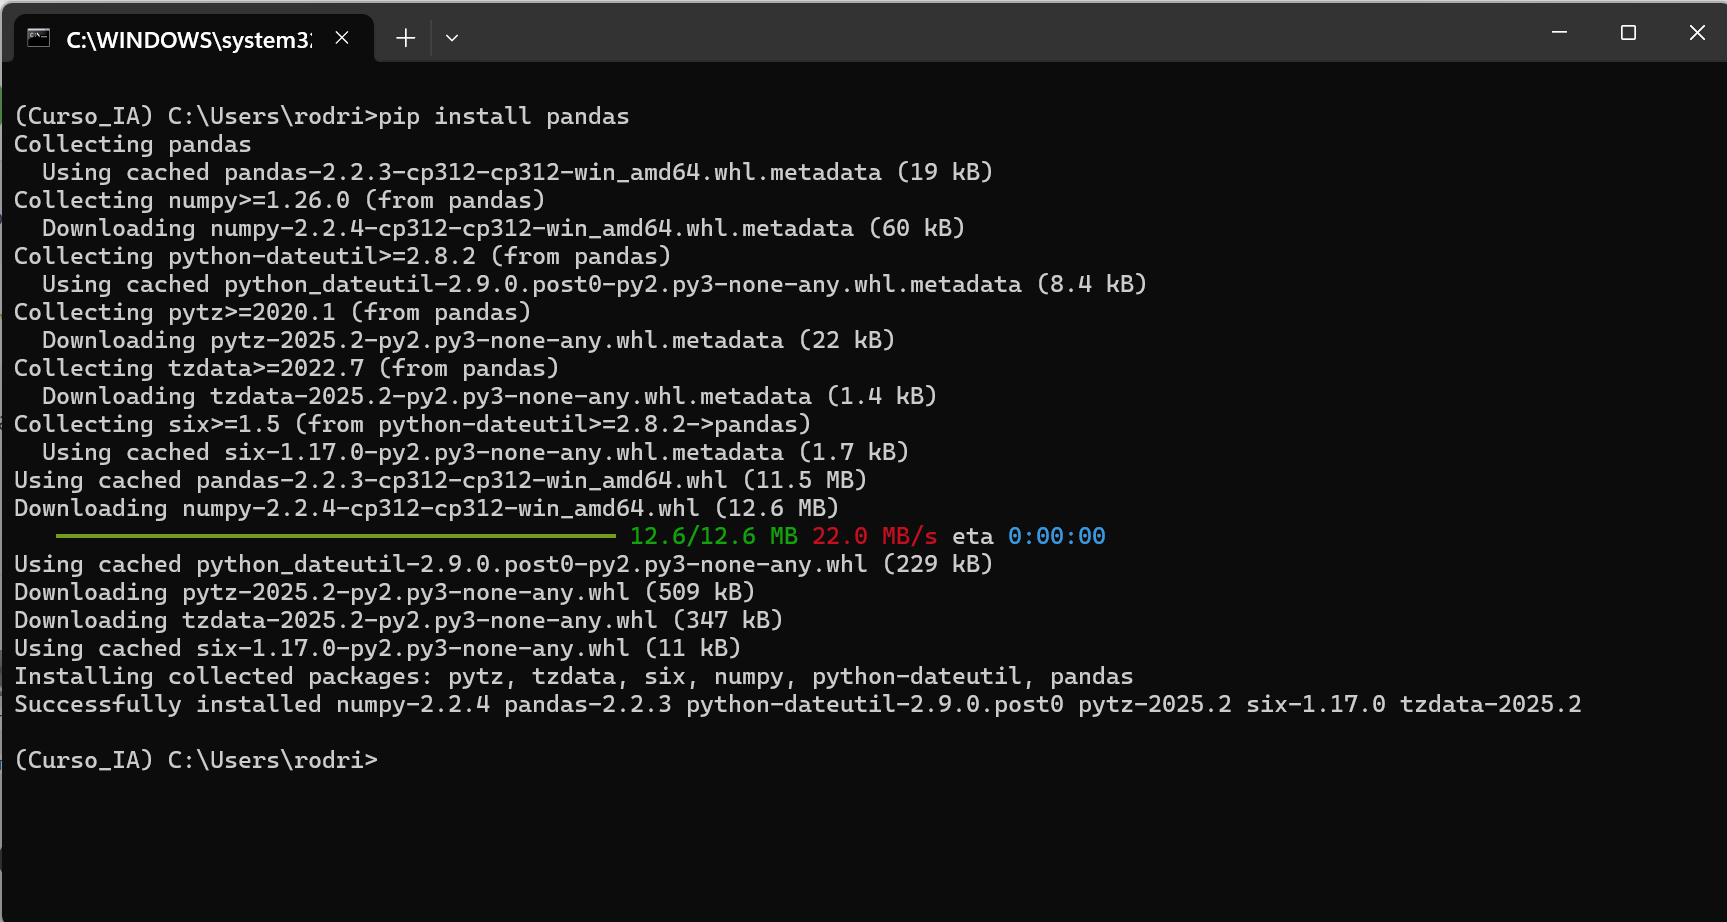 C:\WINDOWS\system32
(Curso_IA) C:\Users\rodri>pip install pandas
Collecting pandas
  Using cached pandas-2.2.3-cp312-cp312-win_amd64.whl.metadata (19 kB)
Collecting numpy>=1.26.0 (from pandas)
  Downloading numpy-2.2.4-cp312-cp312-win_amd64.whl.metadata (60 kB)
Collecting python-dateutil>=2.8.2 (from pandas)
  Using cached python_dateutil-2.9.0.post0-py2.py3-none-any.whl.metadata (8.4 kB)
Collecting pytz>=2020.1 (from pandas)
  Downloading pytz-2025.2-py2.py3-none-any.whl.metadata (22 kB)
Collecting tzdata>=2022.7 (from pandas)
  Downloading tzdata-2025.2-py2.py3-none-any.whl.metadata (1.4 kB)
Collecting six>=1.5 (from python-dateutil>=2.8.2->pandas)
  Using cached six-1.17.0-py2.py3-none-any.whl.metadata (1.7 kB)
Using cached pandas-2.2.3-cp312-cp312-win_amd64.whl (11.5 MB)
Downloading numpy-2.2.4-cp312-cp312-win_amd64.whl (12.6 MB)
12.6/12.6 MB 22.0 MB/s eta 0:00:00
Using cached python_dateutil-2.9.0.post0-py2.py3-none-any.whl (229 kB)
Downloading pytz-2025.2-py2.py3-none-any.whl (509 kB)
Downloading tzdata-2025.2-py2.py3-none-any.whl (347 kB)
Using cached six-1.17.0-py2.py3-none-any.whl (11 kB)
Installing collected packages: pytz, tzdata, six, numpy, python-dateutil, pandas
Successfully installed numpy-2.2.4 pandas-2.2.3 python-dateutil-2.9.0.post0 pytz-2025.2 six-1.17.0 tzdata-2025.2
(Curso_IA) C:\Users\rodri>